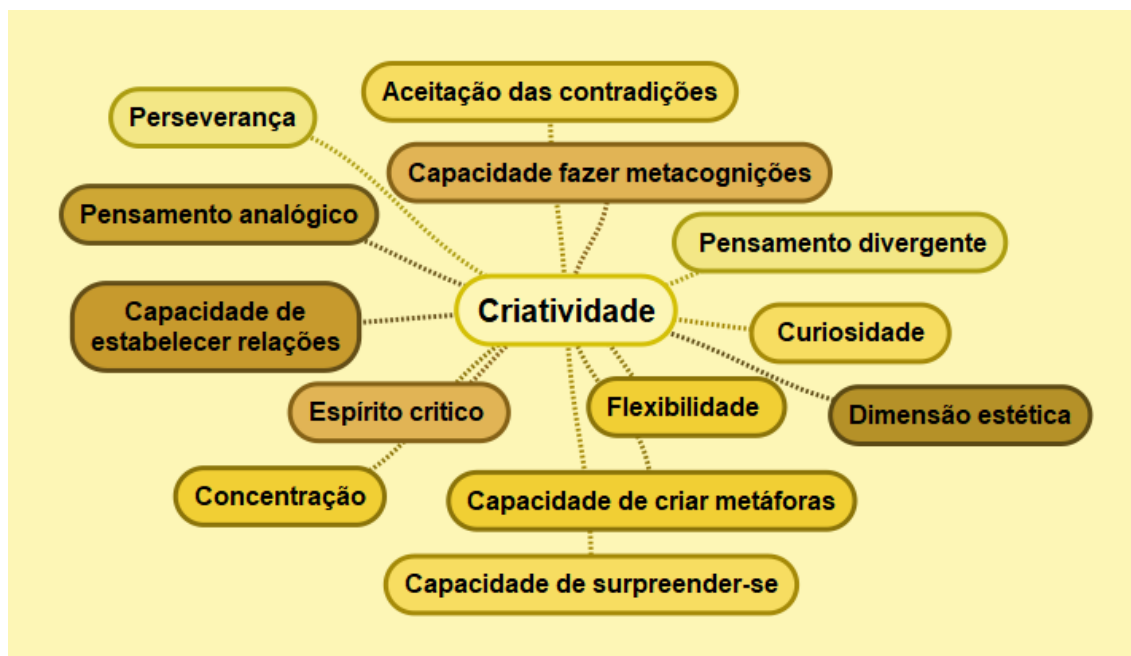 Aceitação das contradições
Perseverança
Capacidade fazer metacognições
Pensamento analógico
Pensamento divergente
Criatividade
Capacidade de
estabelecer relações
Curiosidade
Espírito critico
Flexibilidade
Dimensão estética
Concentração
Capacidade de criar metáforas
Capacidade de surpreender-se